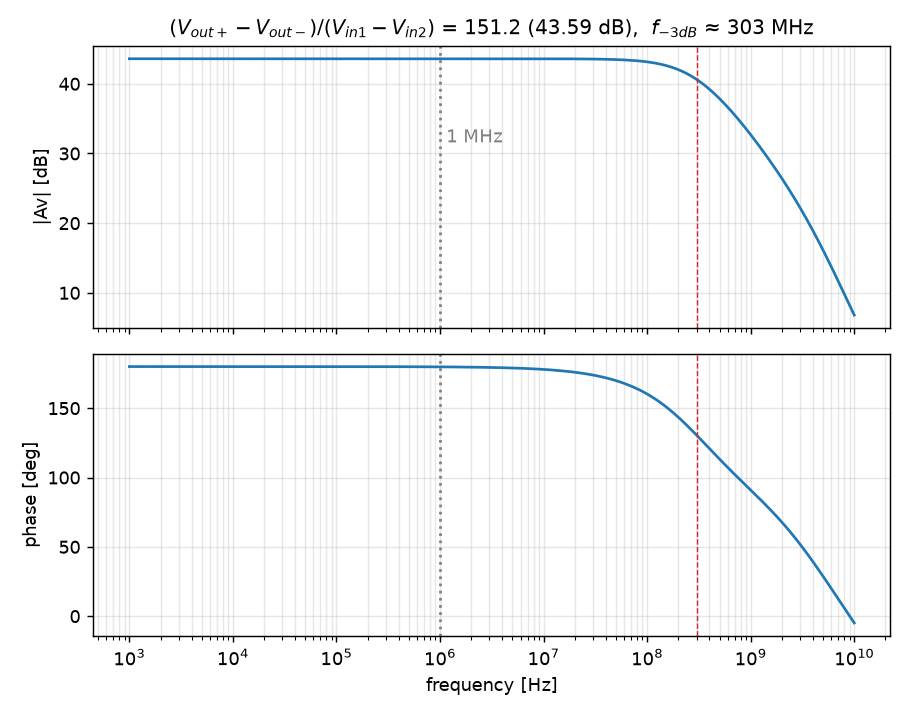 (V_{out+} − V_{out−})/(V_{in1} − V_{in2}) = 151.2 (43.59 dB), f_{−3dB} ≈ 303 MHz
|Av| [dB]
40
30
20
10
1 MHz
phase [deg]
150
100
50
0
10^3 10^4 10^5 10^6 10^7 10^8 10^9 10^{10}
frequency [Hz]